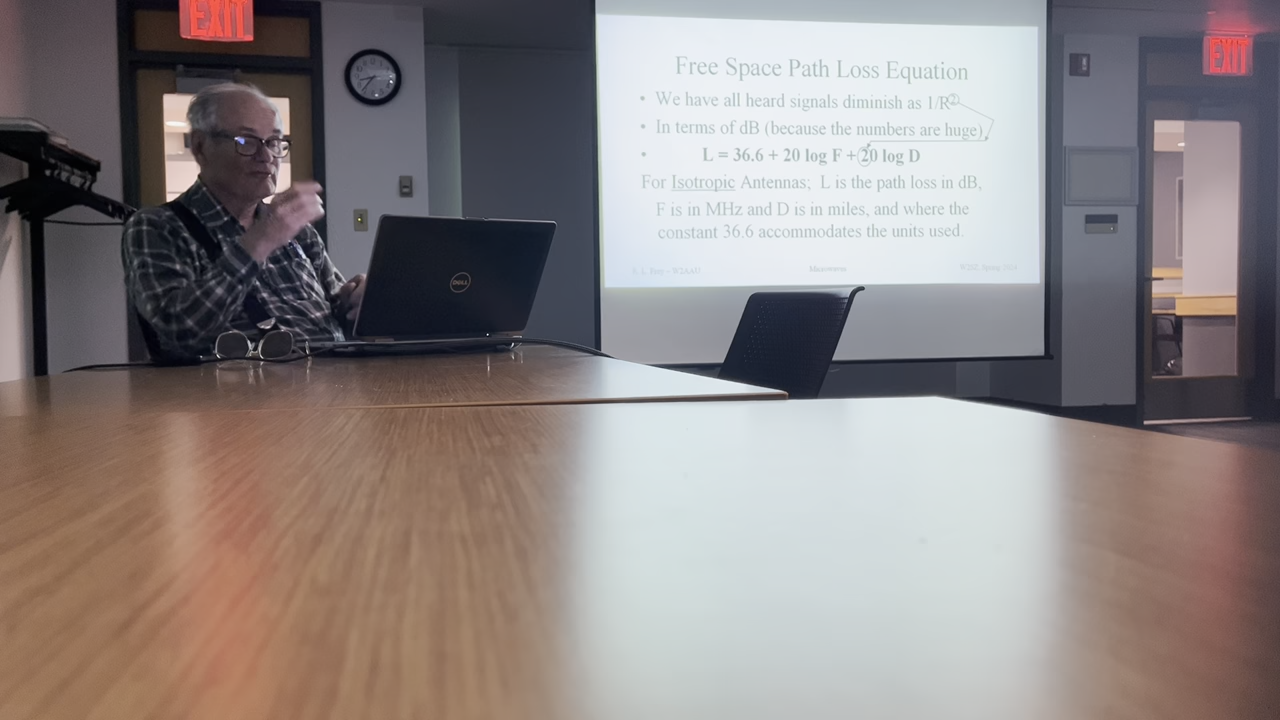 EXIT
Free Space Path Loss Equation
• We have all heard signals diminish as 1/R²
• In terms of dB (because the numbers are huge)
• L = 36.6 + 20 log F + 20 log D
For Isotropic Antennas; L is the path loss in dB,
F is in MHz and D is in miles, and where the
constant 36.6 accommodates the units used.
Microwaves
EXIT
DELL